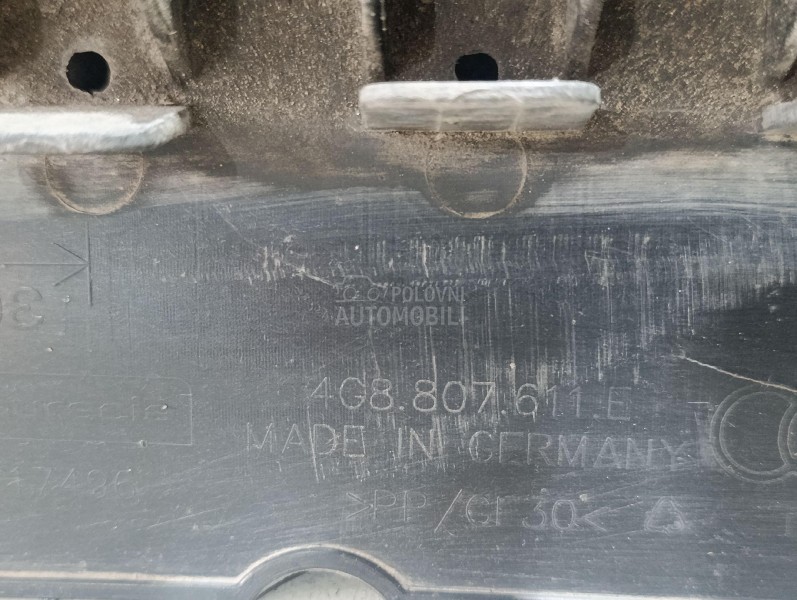 POLOVNI
AUTOMOBILI
4G8.807.611.E
MADE IN GERMANY
>PP/GF30<